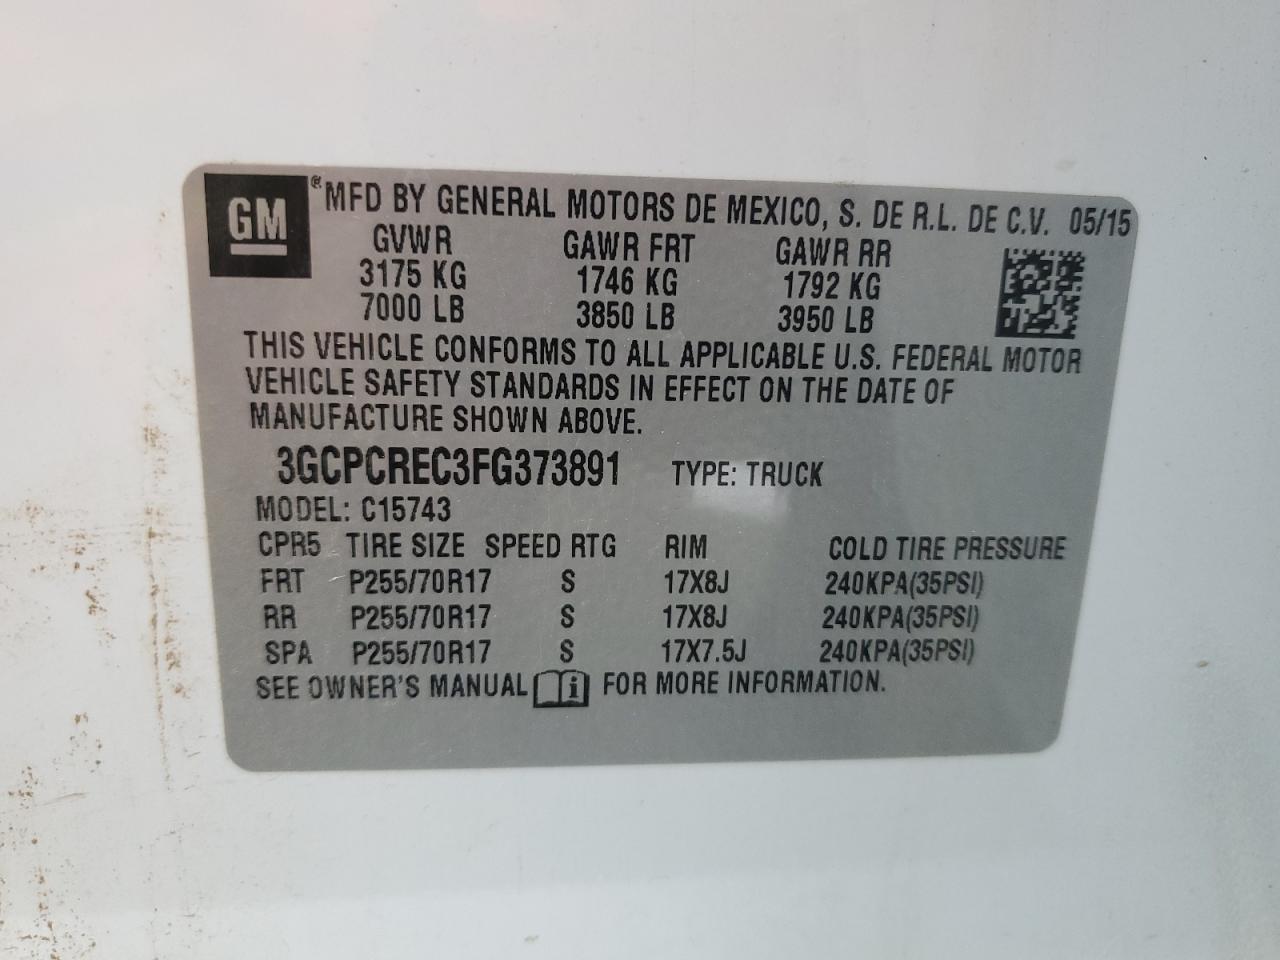 GM ® MFD BY GENERAL MOTORS DE MEXICO, S. DE R.L. DE C.V. 05/15
GVWR GAWR FRT GAWR RR
3175 KG 1746 KG 1792 KG
7000 LB 3850 LB 3950 LB
THIS VEHICLE CONFORMS TO ALL APPLICABLE U.S. FEDERAL MOTOR
VEHICLE SAFETY STANDARDS IN EFFECT ON THE DATE OF
MANUFACTURE SHOWN ABOVE.
3GCPCREC3FG373891 TYPE: TRUCK
MODEL: C15743
CPR5 TIRE SIZE SPEED RTG RIM COLD TIRE PRESSURE
FRT P255/70R17 S 17X8J 240KPA(35PSI)
RR P255/70R17 S 17X8J 240KPA(35PSI)
SPA P255/70R17 S 17X7.5J 240KPA(35PSI)
SEE OWNER'S MANUAL i FOR MORE INFORMATION.